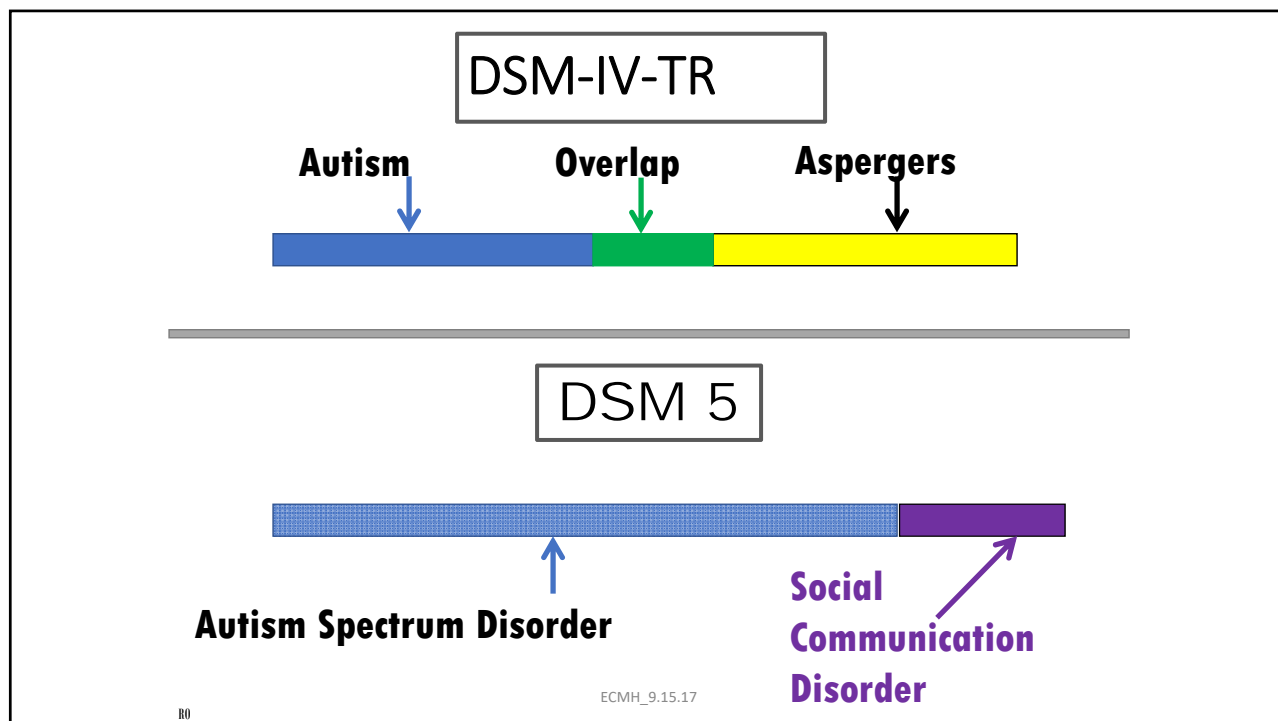 DSM-IV-TR
Autism Overlap Aspergers
DSM 5
Autism Spectrum Disorder
Social
Communication
Disorder
ECMH_9.15.17
RO